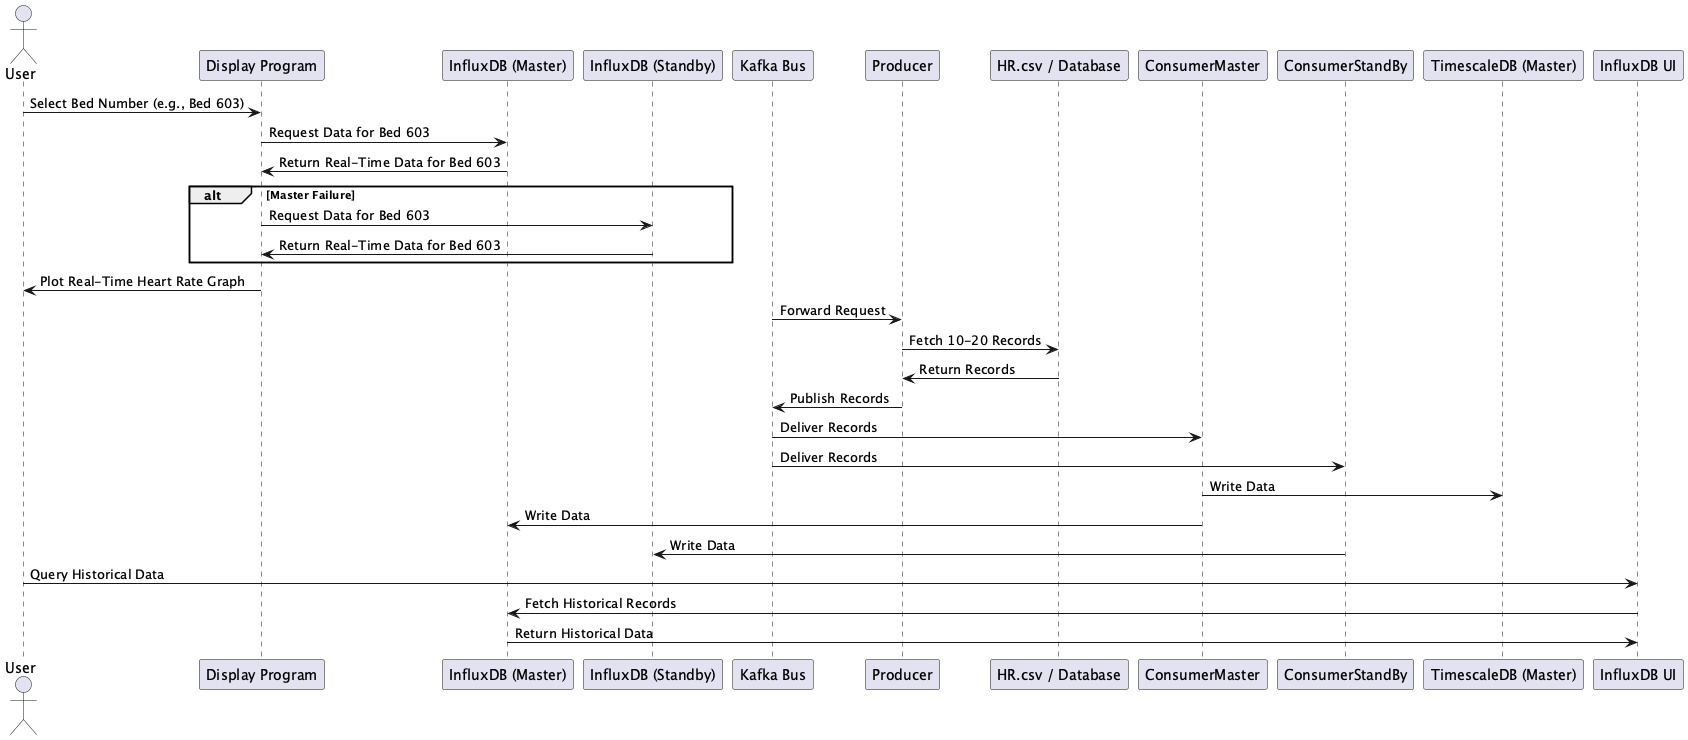 User
Display Program
InfluxDB (Master)
InfluxDB (Standby)
Kafka Bus
Producer
HR.csv / Database
ConsumerMaster
ConsumerStandBy
TimescaleDB (Master)
InfluxDB UI
Select Bed Number (e.g., Bed 603)
Request Data for Bed 603
Return Real-Time Data for Bed 603
alt
[Master Failure]
Request Data for Bed 603
Return Real-Time Data for Bed 603
Plot Real-Time Heart Rate Graph
Forward Request
Fetch 10-20 Records
Return Records
Publish Records
Deliver Records
Deliver Records
Write Data
Write Data
Write Data
Query Historical Data
Fetch Historical Records
Return Historical Data
User
Display Program
InfluxDB (Master)
InfluxDB (Standby)
Kafka Bus
Producer
HR.csv / Database
ConsumerMaster
ConsumerStandBy
TimescaleDB (Master)
InfluxDB UI